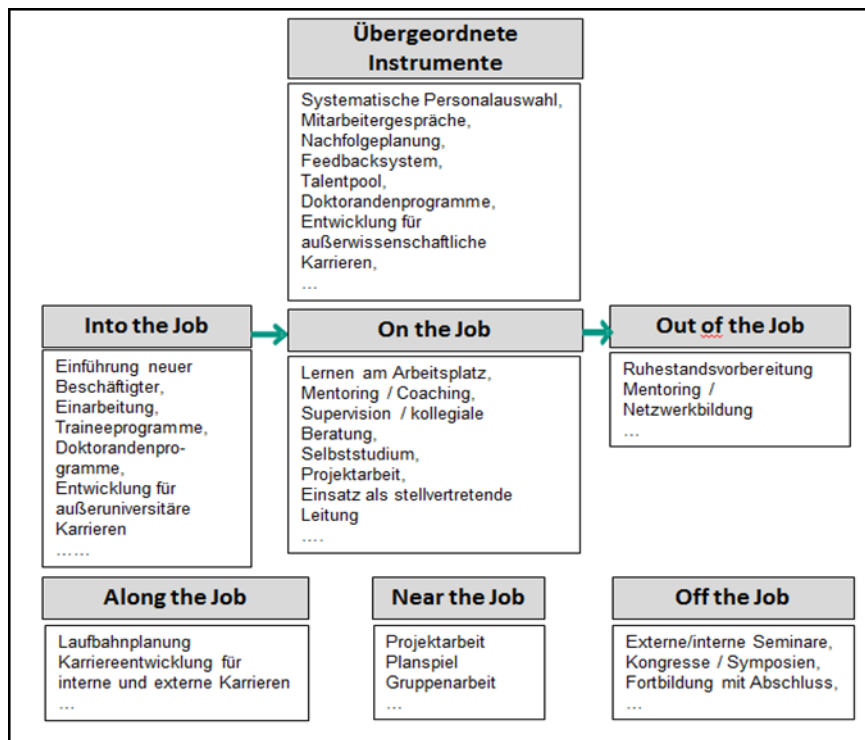 Übergeordnete
Instrumente
Systematische Personalauswahl,
Mitarbeitergespräche,
Nachfolgeplanung,
Feedbacksystem,
Talentpool,
Doktorandenprogramme,
Entwicklung für
außerwissenschaftliche
Karrieren,
...
Into the Job
Einführung neuer
Beschäftigter,
Einarbeitung,
Traineeprogramme,
Doktorandenpro-
gramme,
Entwicklung für
außeruniversitäre
Karrieren
......
On the Job
Lernen am Arbeitsplatz,
Mentoring / Coaching,
Supervision / kollegiale
Beratung,
Selbststudium,
Projektarbeit,
Einsatz als stellvertretende
Leitung
....
Out of the Job
Ruhestandsvorbereitung
Mentoring /
Netzwerkbildung
...
Along the Job
Laufbahnplanung
Karriereentwicklung für
interne und externe Karrieren
...
Near the Job
Projektarbeit
Planspiel
Gruppenarbeit
...
Off the Job
Externe/interne Seminare,
Kongresse / Symposien,
Fortbildung mit Abschluss,
...